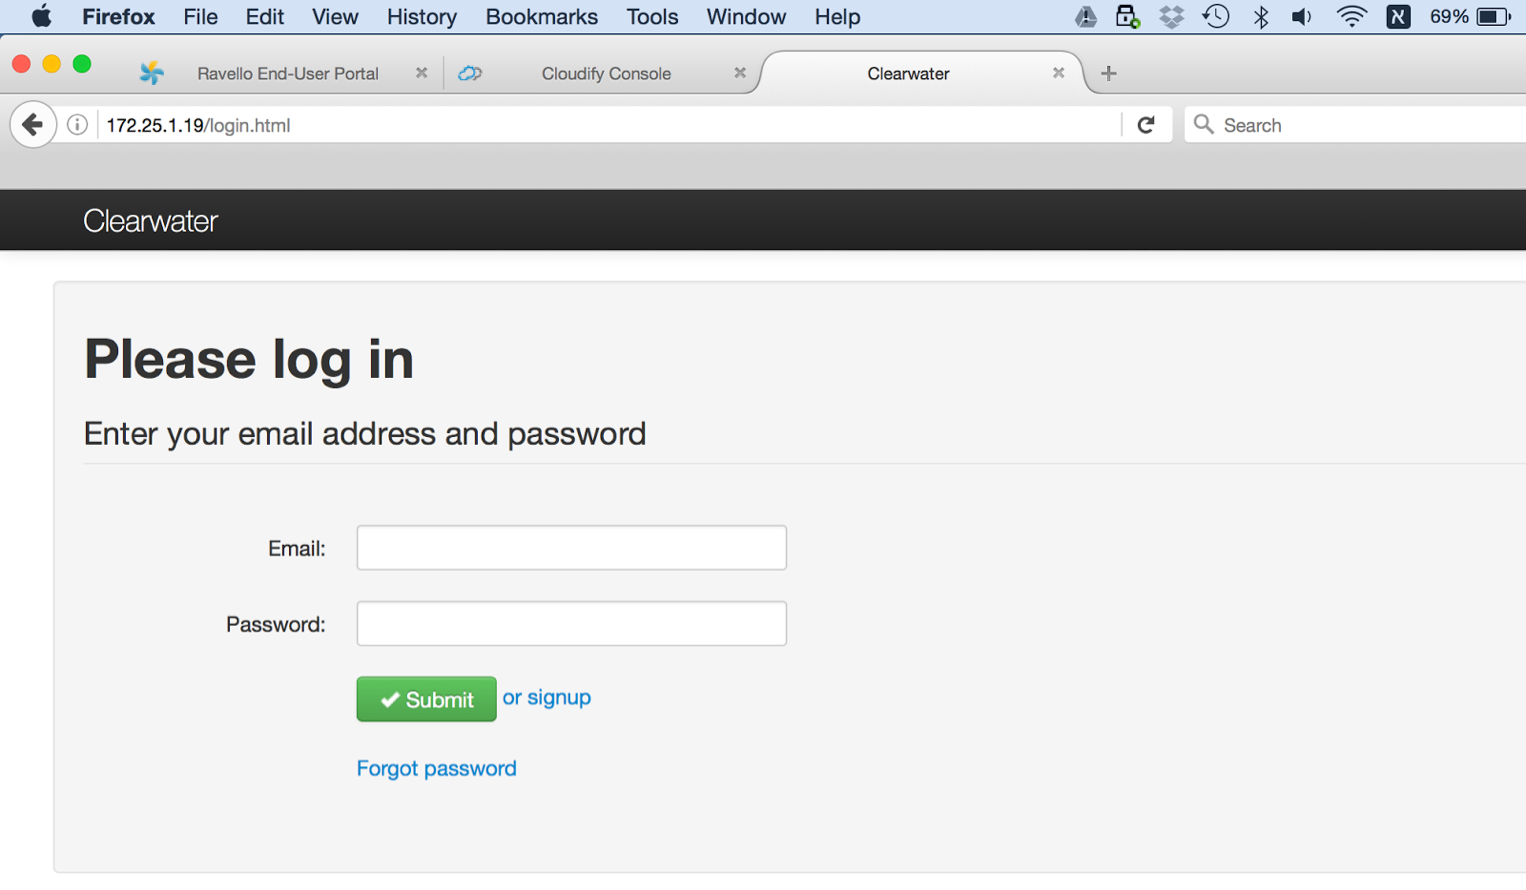 Firefox File Edit View History Bookmarks Tools Window Help 69%
Ravello End-User Portal Cloudify Console Clearwater
172.25.1.19/login.html Search
Clearwater
Please log in
Enter your email address and password
Email:
Password:
Submit or signup
Forgot password